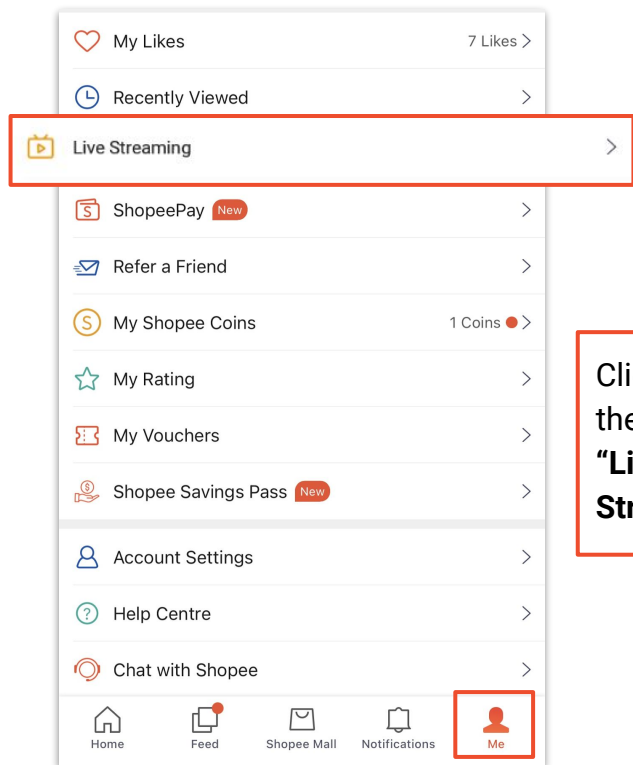 My Likes 7 Likes
Recently Viewed
Live Streaming
ShopeePay New
Refer a Friend
My Shopee Coins 1 Coins
My Rating
My Vouchers
Shopee Savings Pass New
Account Settings
Help Centre
Chat with Shopee
Home Feed Shopee Mall Notifications Me